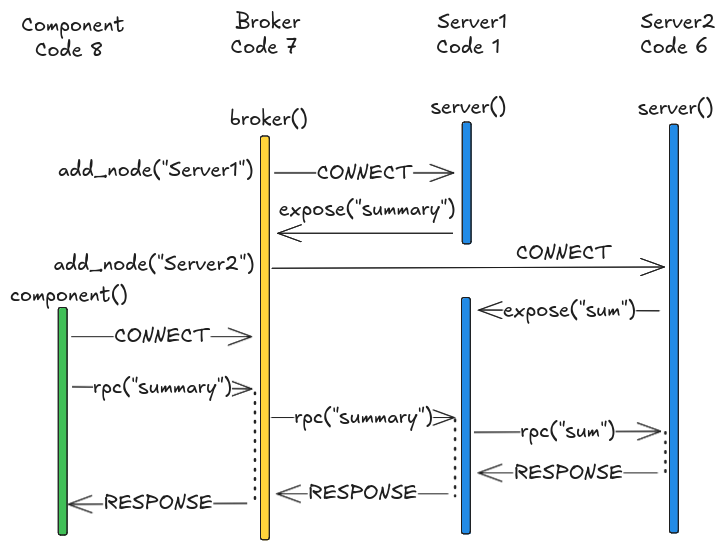 Component
Code 8
Broker
Code 7
Server1
Code 1
Server2
Code 6
broker()
server()
server()
add_node("Server1")
CONNECT
expose("summary")
add_node("Server2")
CONNECT
component()
expose("sum")
CONNECT
rpc("summary")
rpc("summary")
rpc("sum")
RESPONSE
RESPONSE
RESPONSE